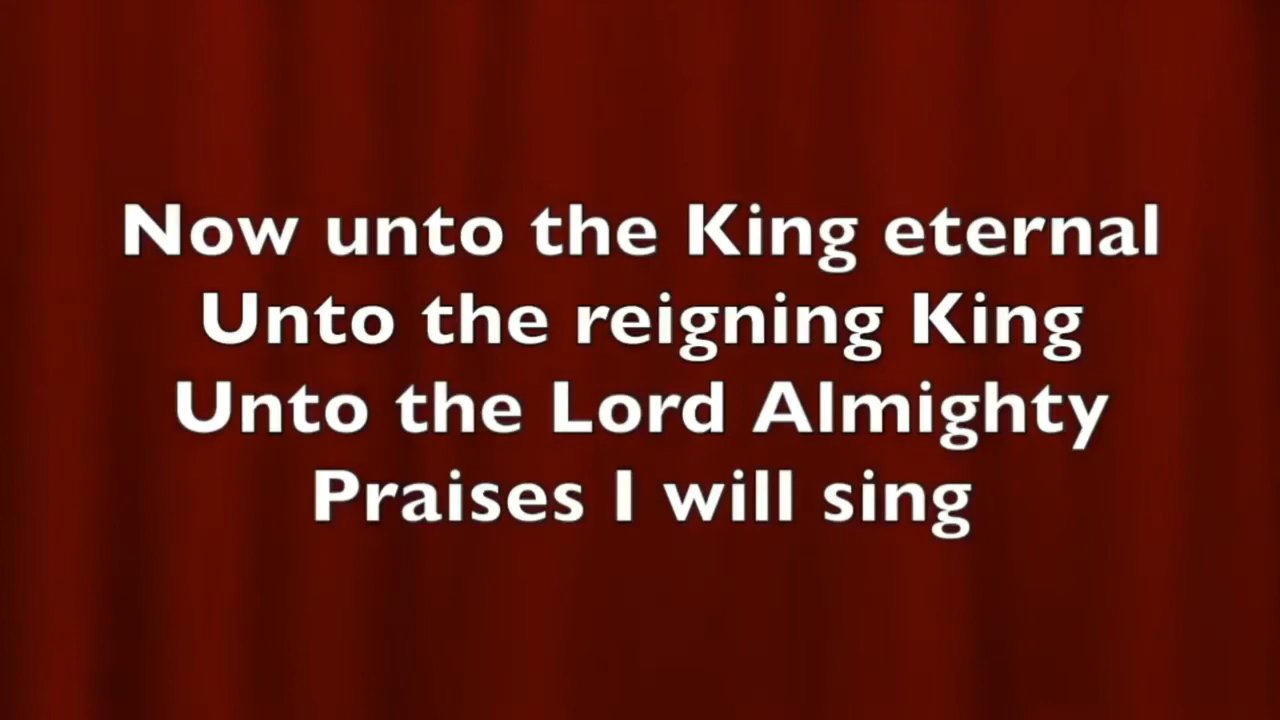 Now unto the King eternal
Unto the reigning King
Unto the Lord Almighty
Praises I will sing